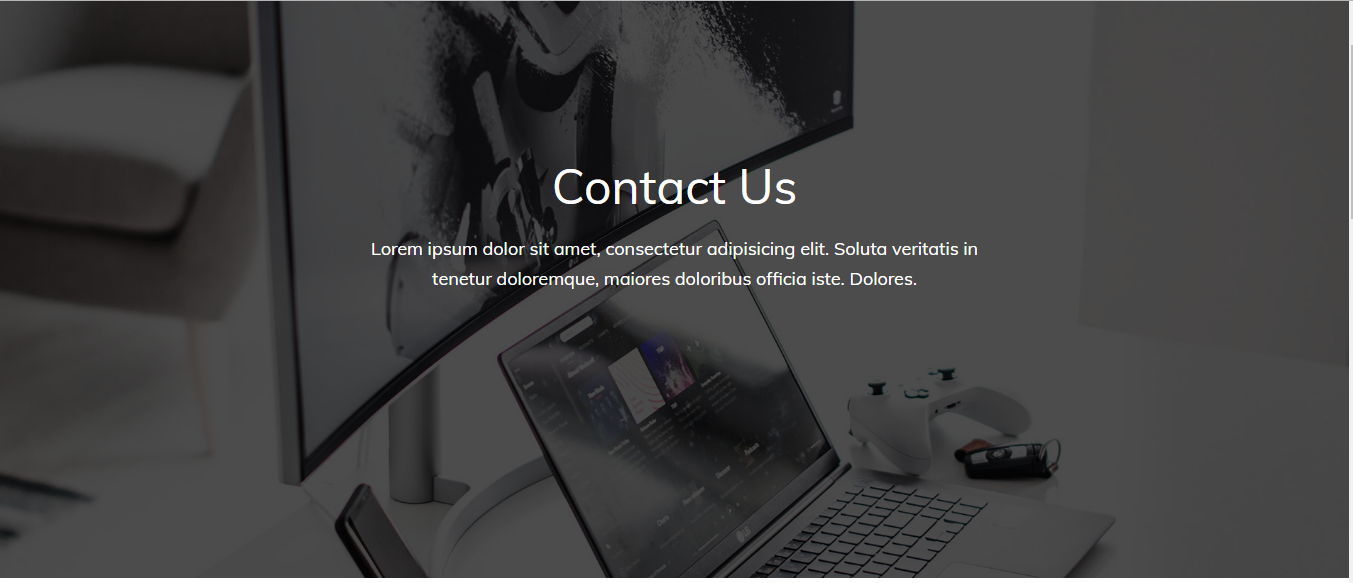 Contact Us
Lorem ipsum dolor sit amet, consectetur adipisicing elit. Soluta veritatis in
tenetur doloremque, maiores doloribus officia iste. Dolores.
LG